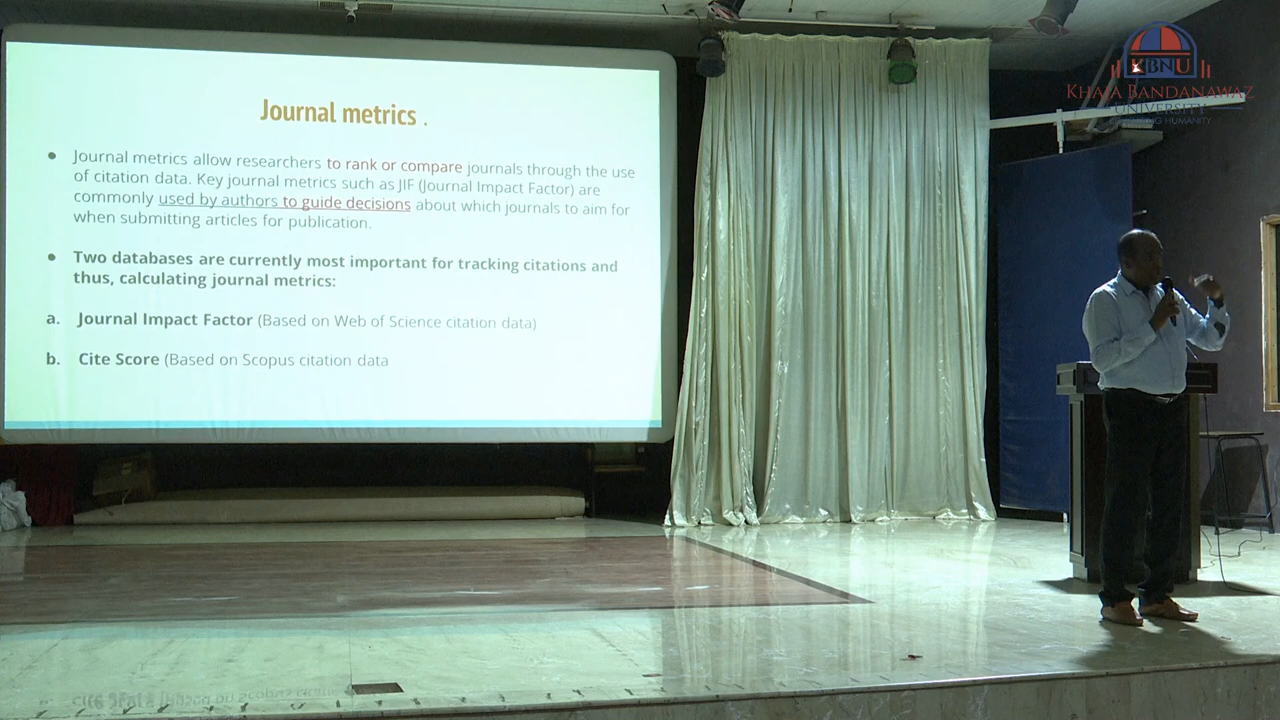 Journal metrics .
● Journal metrics allow researchers to rank or compare journals through the use
of citation data. Key journal metrics such as JIF (Journal Impact Factor) are
commonly used by authors to guide decisions about which journals to aim for
when submitting articles for publication.
● Two databases are currently most important for tracking citations and
thus, calculating journal metrics:
a. Journal Impact Factor (Based on Web of Science citation data)
b. Cite Score (Based on Scopus citation data
KBNU
KHAJA BANDANAWAZ
UNIVERSITY
HUMANITY